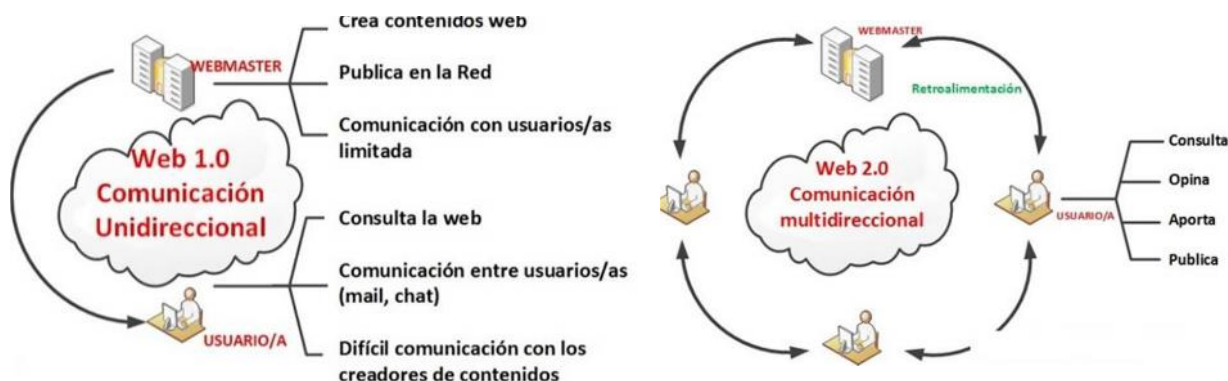 Crea contenidos web
WEBMASTER
Publica en la Red
Comunicación con usuarios/as
limitada
Web 1.0
Comunicación
Unidireccional
Consulta la web
Comunicación entre usuarios/as
(mail, chat)
USUARIO/A
Difícil comunicación con los
creadores de contenidos
WEBMASTER
Retroalimentación
Web 2.0
Comunicación
multidireccional
USUARIO/A
Consulta
Opina
Aporta
Publica